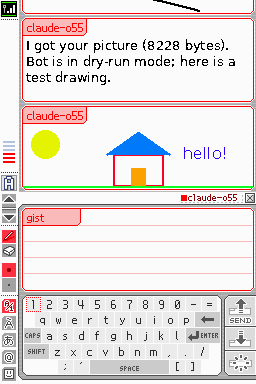 claude-o55
I got your picture (8228 bytes).
Bot is in dry-run mode; here is a
test drawing.
claude-o55
hello!
claude-o55
gist
1 2 3 4 5 6 7 8 9 0 - =
q w e r t y u i o p
CAPS a s d f g h j k l ENTER
SHIFT z x c v b n m , . /
; ' SPACE [ ]
SEND